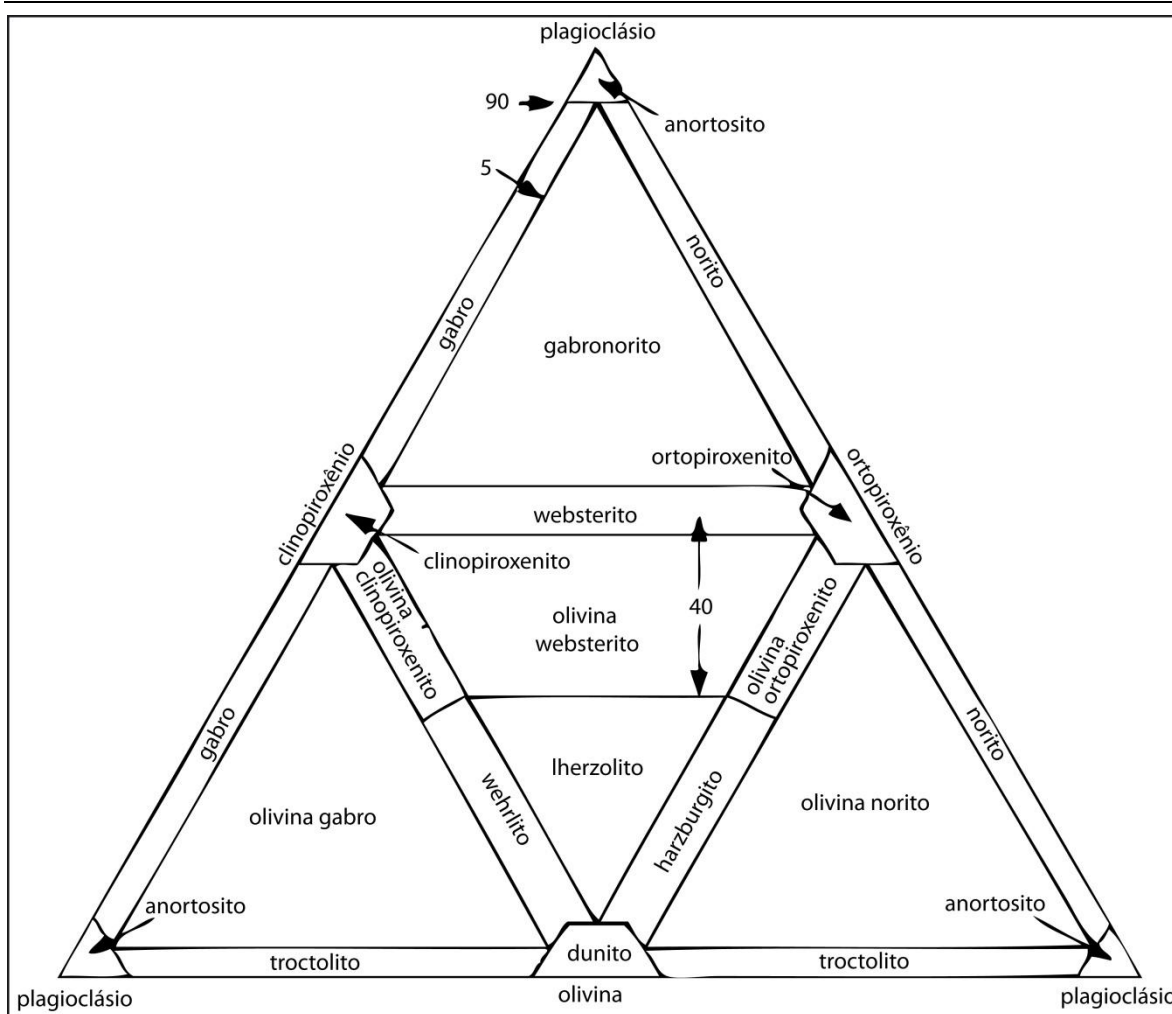 plagioclásio
90
anortosito
5
norito
gabro
gabronorito
ortopiroxenito
clinopiroxênio
ortopiroxênio
websterito
clinopiroxenito
olivina
clinopiroxenito
olivina
websterito
40
olivina
ortopiroxenito
gabro
norito
lherzolito
wehrlito
harzburgito
olivina gabro
olivina norito
anortosito
anortosito
troctolito
dunito
troctolito
plagioclásio
olivina
plagioclásio